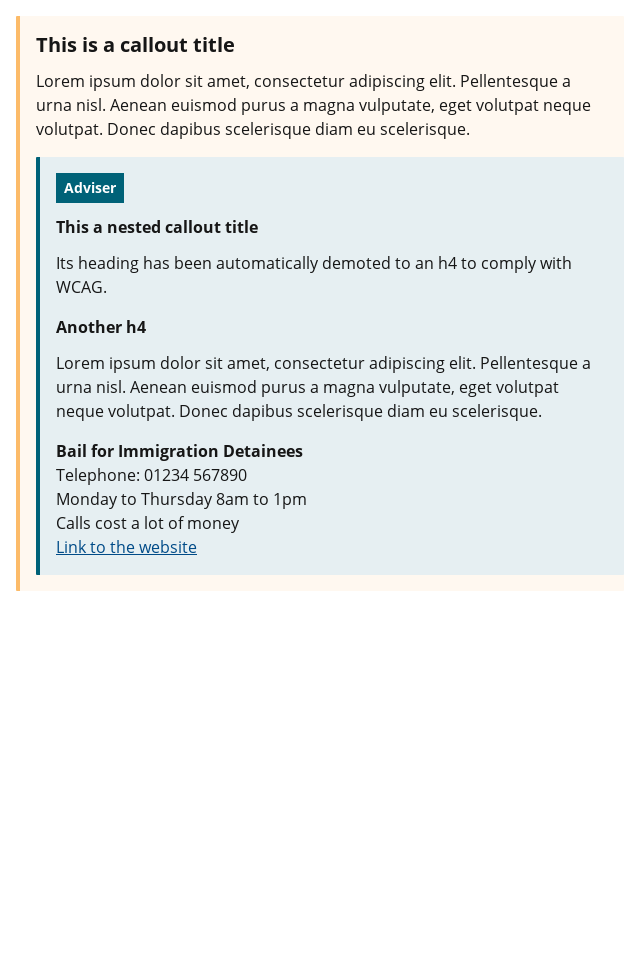 This is a callout title
Lorem ipsum dolor sit amet, consectetur adipiscing elit. Pellentesque a
urna nisl. Aenean euismod purus a magna vulputate, eget volutpat neque
volutpat. Donec dapibus scelerisque diam eu scelerisque.
Adviser
This a nested callout title
Its heading has been automatically demoted to an h4 to comply with
WCAG.
Another h4
Lorem ipsum dolor sit amet, consectetur adipiscing elit. Pellentesque a
urna nisl. Aenean euismod purus a magna vulputate, eget volutpat
neque volutpat. Donec dapibus scelerisque diam eu scelerisque.
Bail for Immigration Detainees
Telephone: 01234 567890
Monday to Thursday 8am to 1pm
Calls cost a lot of money
Link to the website